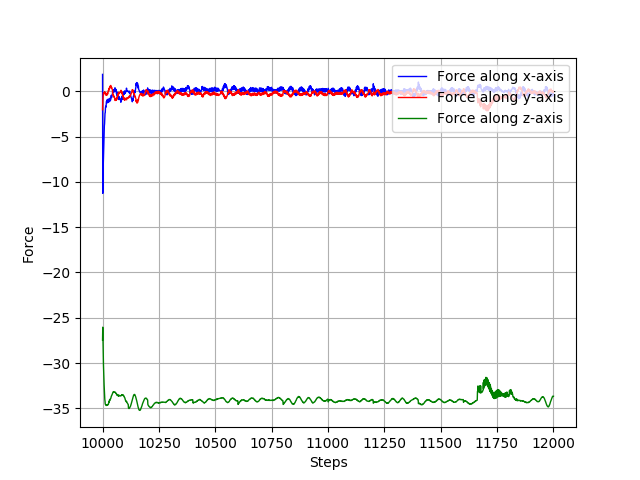 Force along x-axis
Force along y-axis
Force along z-axis
0
−5
−10
−15
−20
−25
−30
−35
Force
10000 10250 10500 10750 11000 11250 11500 11750 12000
Steps